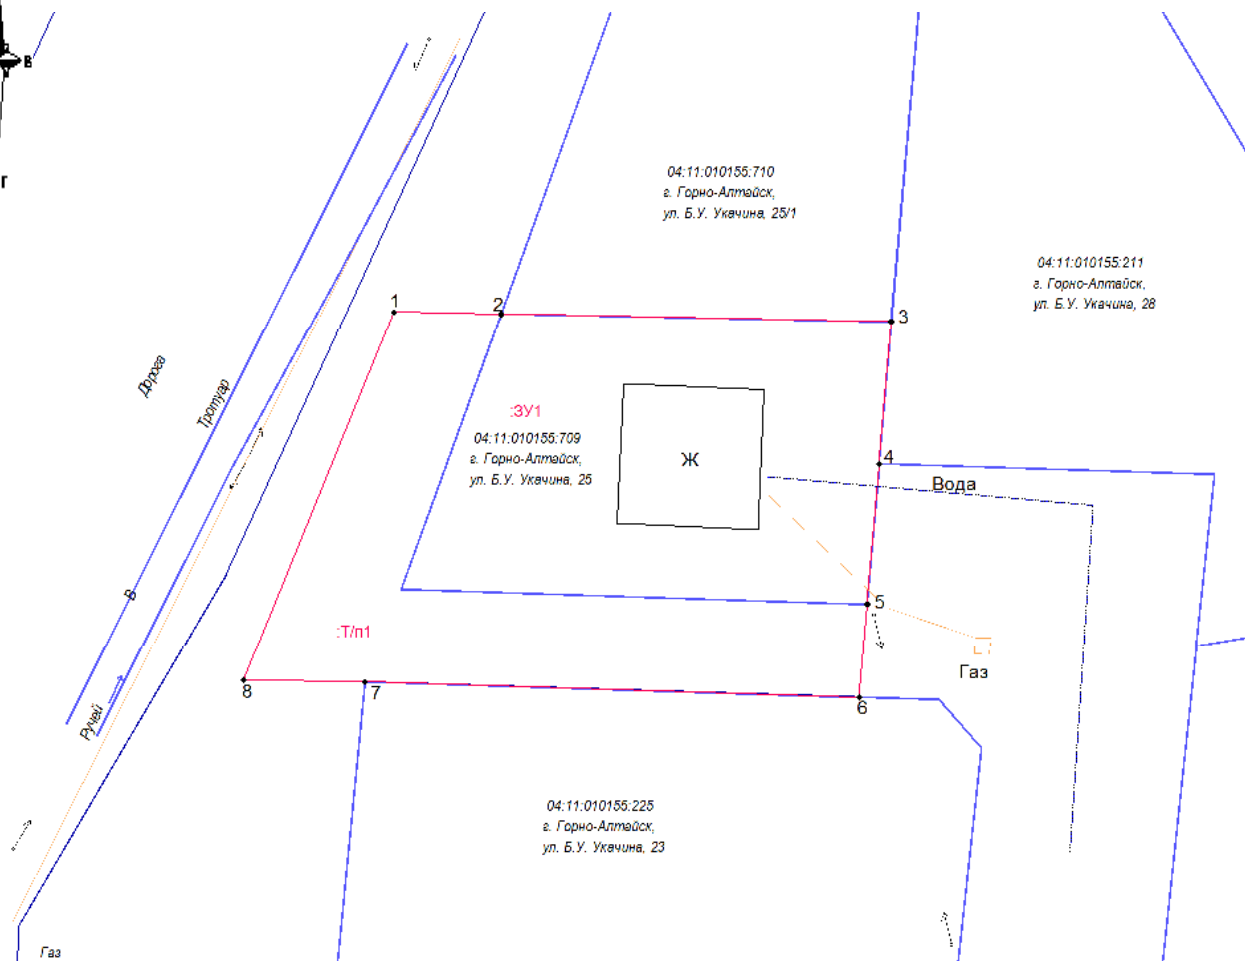 В
г
04:11:010155:710
г. Горно-Алтайск,
ул. Б.У. Укачина, 25/1
04:11:010155:211
г. Горно-Алтайск,
ул. Б.У. Укачина, 28
1
2
3
Дорога
Тротуар
:ЗУ1
04:11:010155:709
г. Горно-Алтайск,
ул. Б.У. Укачина, 25
Ж
4
Вода
В
5
:Т/п1
Газ
8
7
6
Ручей
04:11:010155:225
г. Горно-Алтайск,
ул. Б.У. Укачина, 23
Газ